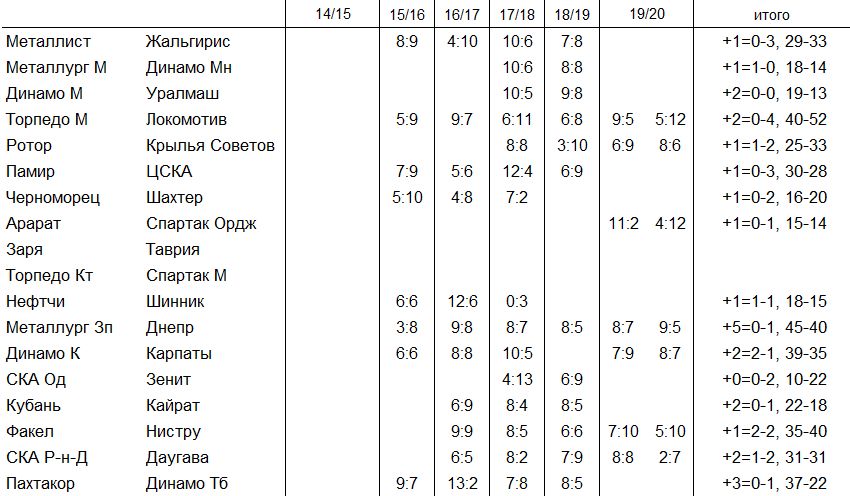 14/15 15/16 16/17 17/18 18/19 19/20 итого
Металлист Жальгирис 8:9 4:10 10:6 7:8 +1=0-3, 29-33
Металлург М Динамо Мн 10:6 8:8 +1=1-0, 18-14
Динамо М Уралмаш 10:5 9:8 +2=0-0, 19-13
Торпедо М Локомотив 5:9 9:7 6:11 6:8 9:5 5:12 +2=0-4, 40-52
Ротор Крылья Советов 8:8 3:10 6:9 8:6 +1=1-2, 25-33
Памир ЦСКА 7:9 5:6 12:4 6:9 +1=0-3, 30-28
Черноморец Шахтер 5:10 4:8 7:2 +1=0-2, 16-20
Арарат Спартак Ордж 11:2 4:12 +1=0-1, 15-14
Заря Таврия
Торпедо Кт Спартак М
Нефтчи Шинник 6:6 12:6 0:3 +1=1-1, 18-15
Металлург Зп Днепр 3:8 9:8 8:7 8:5 8:7 9:5 +5=0-1, 45-40
Динамо К Карпаты 6:6 8:8 10:5 7:9 8:7 +2=2-1, 39-35
СКА Од Зенит 4:13 6:9 +0=0-2, 10-22
Кубань Кайрат 6:9 8:4 8:5 +2=0-1, 22-18
Факел Нистру 9:9 8:5 6:6 7:10 5:10 +1=2-2, 35-40
СКА Р-н-Д Даугава 6:5 8:2 7:9 8:8 2:7 +2=1-2, 31-31
Пахтакор Динамо Тб 9:7 13:2 7:8 8:5 +3=0-1, 37-22